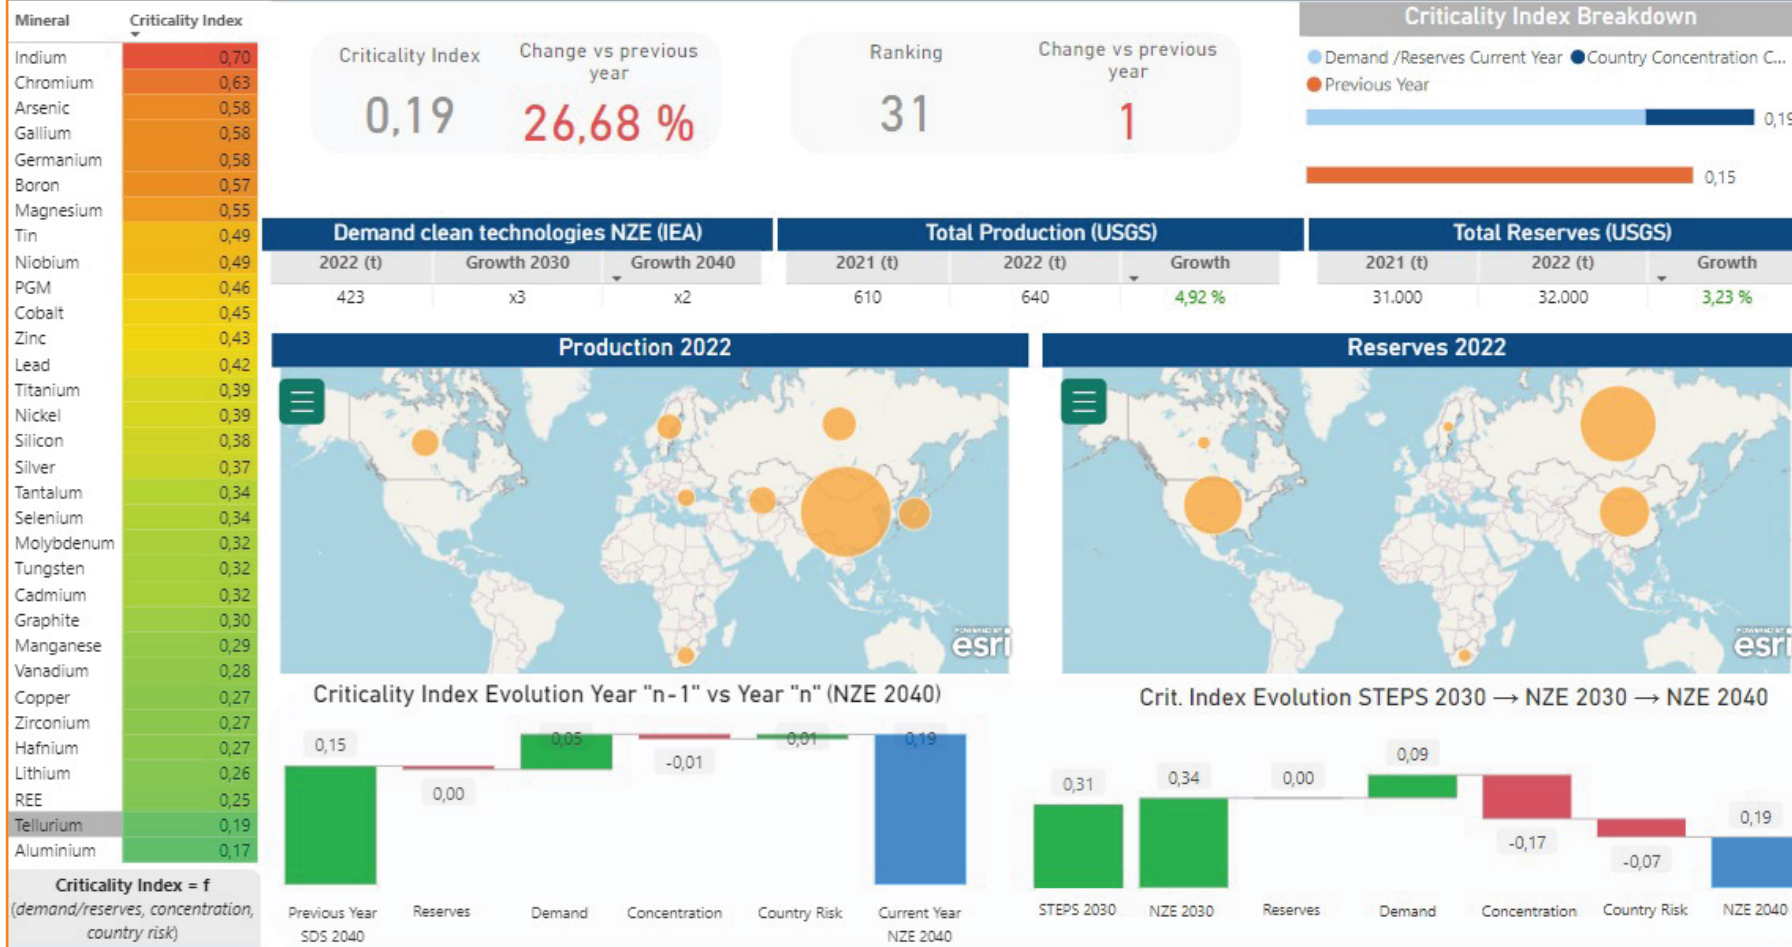 Mineral Criticality Index
Indium 0,70
Chromium 0,63
Arsenic 0,58
Gallium 0,58
Germanium 0,58
Boron 0,57
Magnesium 0,55
Tin 0,49
Niobium 0,49
PGM 0,46
Cobalt 0,45
Zinc 0,43
Lead 0,42
Titanium 0,39
Nickel 0,39
Silicon 0,38
Silver 0,37
Tantalum 0,34
Selenium 0,34
Molybdenum 0,32
Tungsten 0,32
Cadmium 0,32
Graphite 0,30
Manganese 0,29
Vanadium 0,28
Copper 0,27
Zirconium 0,27
Hafnium 0,27
Lithium 0,26
REE 0,25
Tellurium 0,19
Aluminium 0,17
Criticality Index = f
(demand/reserves, concentration,
country risk)
Criticality Index
0,19
Change vs previous
year
26,68 %
Ranking
31
Change vs previous
year
1
Criticality Index Breakdown
Demand /Reserves Current Year Country Concentration C...
Previous Year
0,19
0,15
Demand clean technologies NZE (IEA)
2022 (t) Growth 2030 Growth 2040
423 x3 x2
Total Production (USGS)
2021 (t) 2022 (t) Growth
610 640 4,92 %
Total Reserves (USGS)
2021 (t) 2022 (t) Growth
31.000 32.000 3,23 %
Production 2022
POWERED BY
esri
Reserves 2022
POWERED BY
esri
Criticality Index Evolution Year "n-1" vs Year "n" (NZE 2040)
0,15
0,00
0,05
-0,01
0,01
0,19
Previous Year Reserves Demand Concentration Country Risk Current Year
SDS 2040 NZE 2040
Crit. Index Evolution STEPS 2030 → NZE 2030 → NZE 2040
0,31
0,34
0,00
0,09
-0,17
-0,07
0,19
STEPS 2030 NZE 2030 Reserves Demand Concentration Country Risk NZE 2040